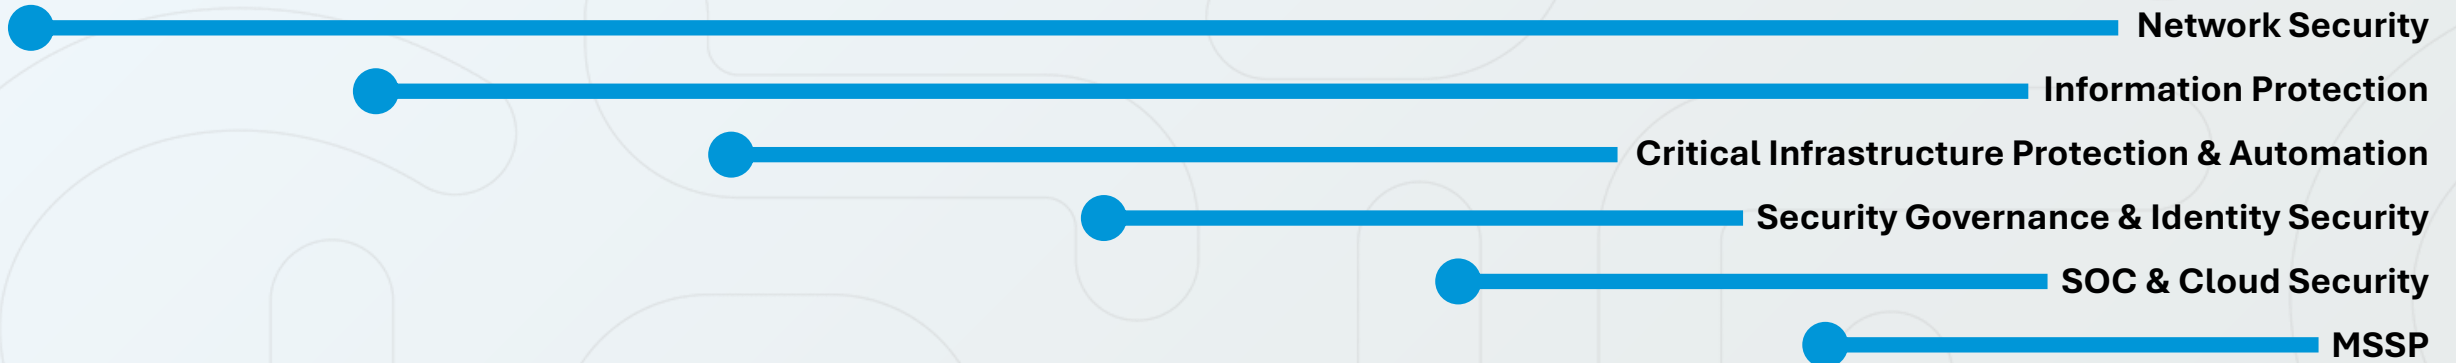 Network Security
Information Protection
Critical Infrastructure Protection & Automation
Security Governance & Identity Security
SOC & Cloud Security
MSSP